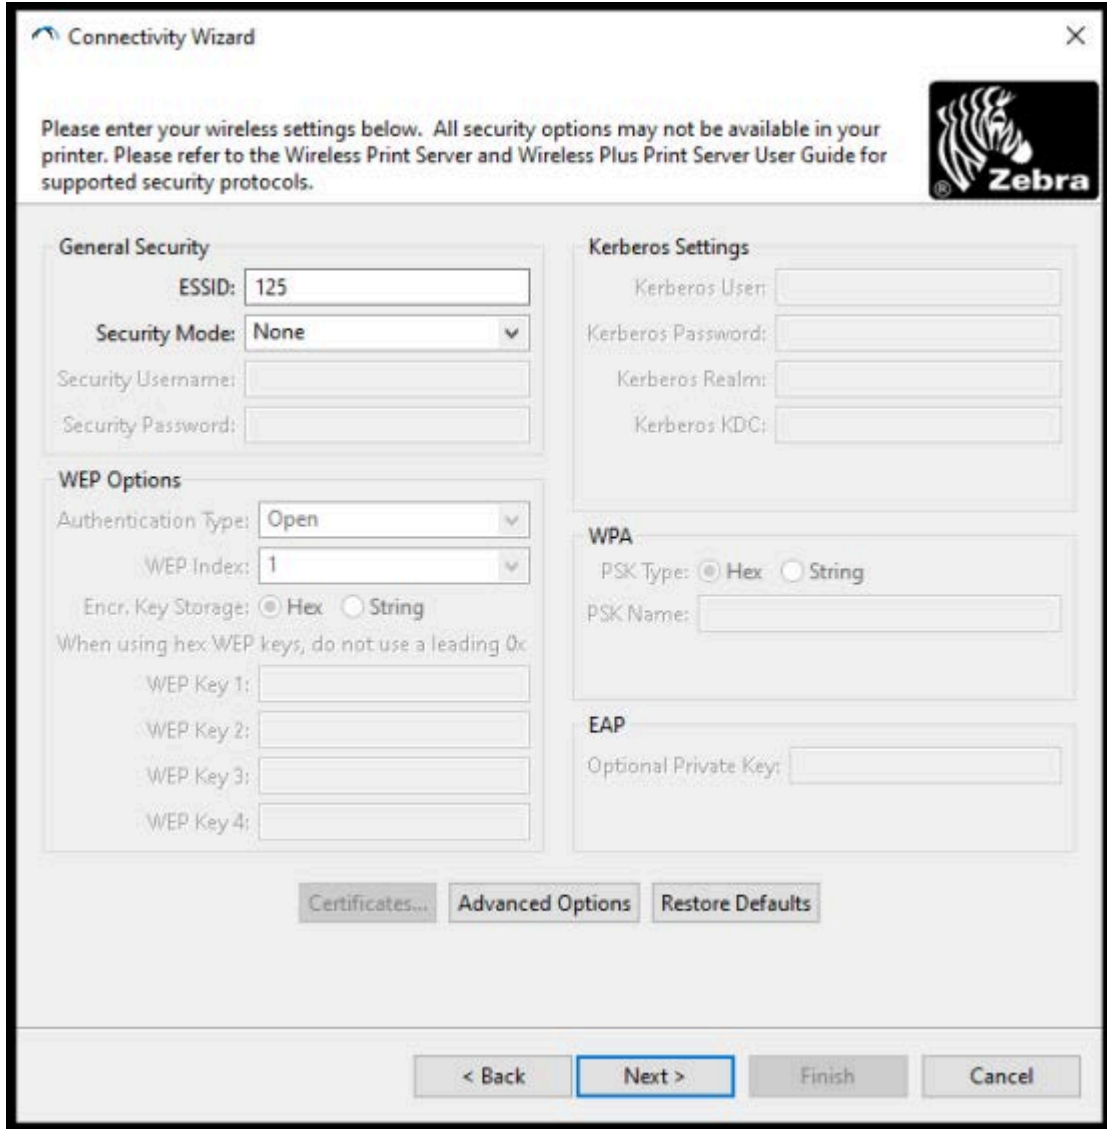 Connectivity Wizard
Please enter your wireless settings below. All security options may not be available in your
printer. Please refer to the Wireless Print Server and Wireless Plus Print Server User Guide for
supported security protocols.
® Zebra
General Security
ESSID: 125
Security Mode: None
Security Username:
Security Password:
WEP Options
Authentication Type: Open
WEP Index: 1
Encr. Key Storage: Hex String
When using hex WEP keys, do not use a leading 0x
WEP Key 1:
WEP Key 2:
WEP Key 3:
WEP Key 4:
Kerberos Settings
Kerberos User:
Kerberos Password:
Kerberos Realm:
Kerberos KDC:
WPA
PSK Type: Hex String
PSK Name:
EAP
Optional Private Key:
Certificates... Advanced Options Restore Defaults
< Back Next > Finish Cancel